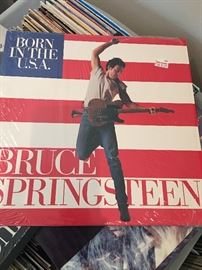 BORN
IN THE
U.S.A.
BRUCE
SPRINGSTEEN